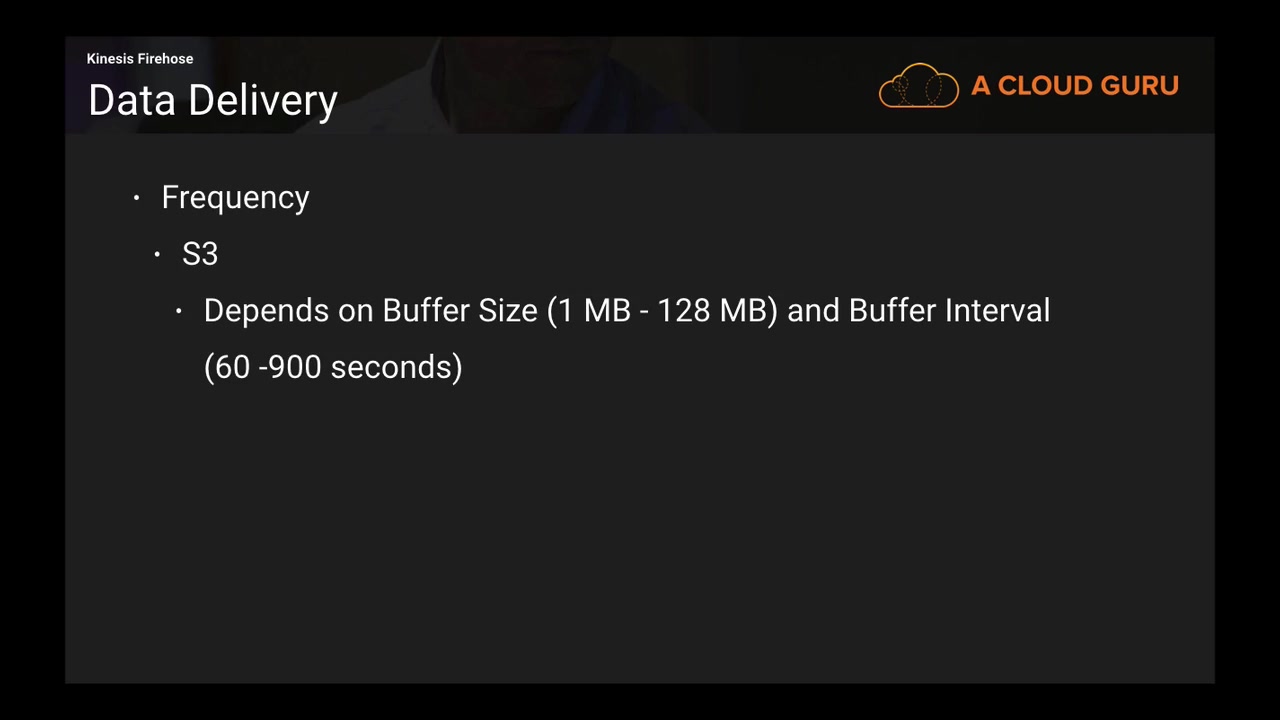 Kinesis Firehose
Data Delivery
A CLOUD GURU
· Frequency
· S3
· Depends on Buffer Size (1 MB - 128 MB) and Buffer Interval
(60 -900 seconds)